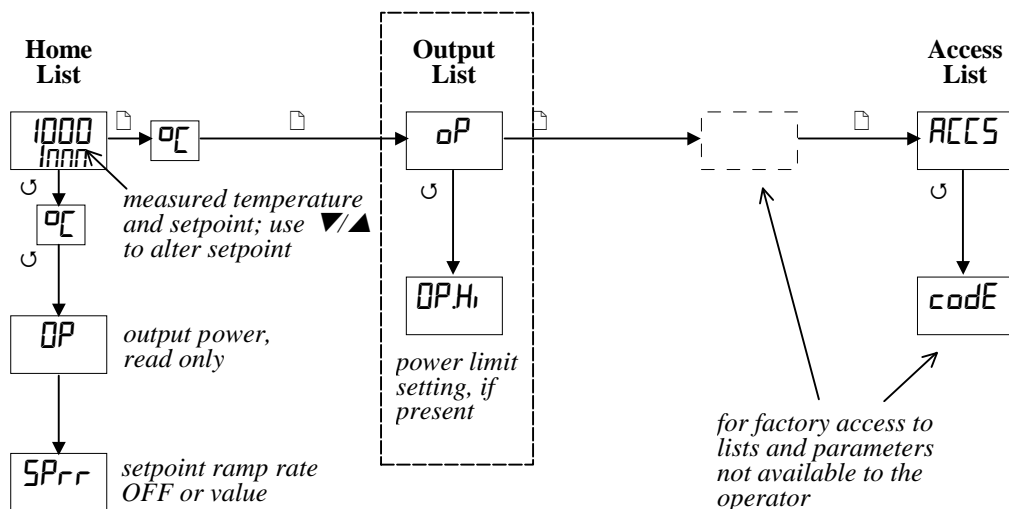 Home
List
Output
List
Access
List
1000
°C
oP
ACCS
measured temperature
and setpoint; use ▼/▲
to alter setpoint
°C
OP.Hi
codE
OP
output power,
read only
power limit
setting, if
present
for factory access to
lists and parameters
not available to the
operator
SPrr
setpoint ramp rate
OFF or value